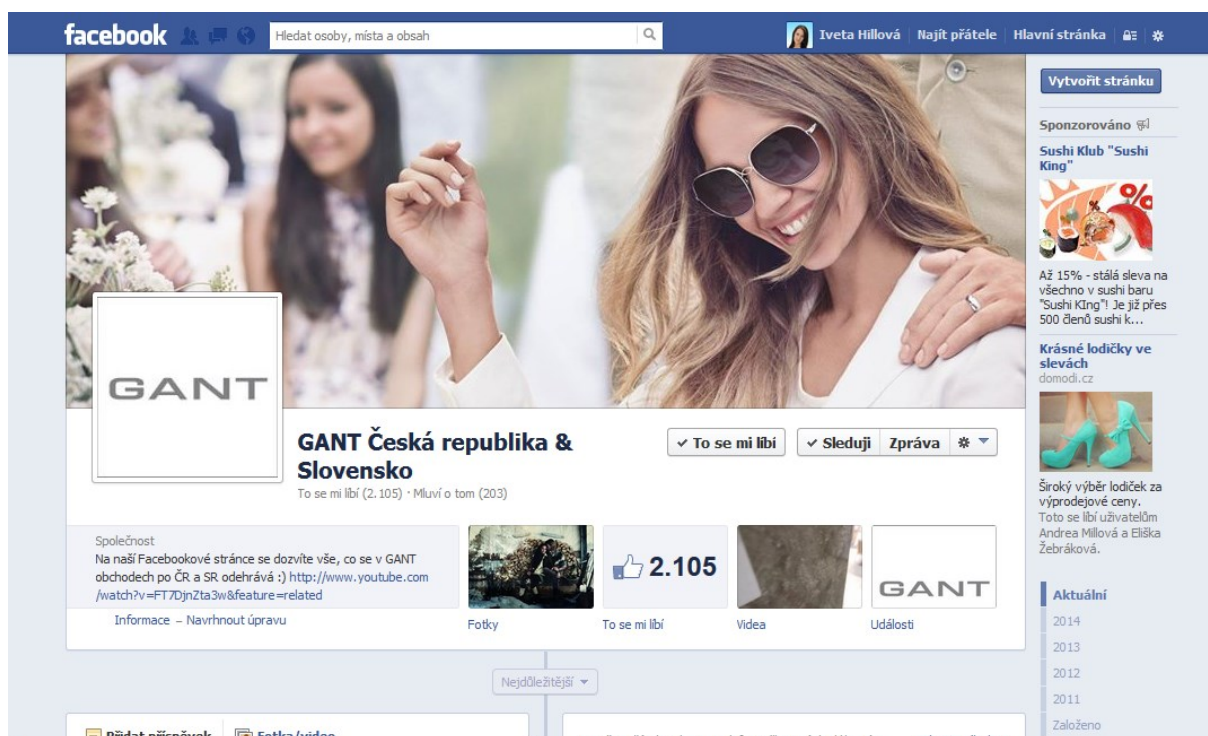 facebook
Hledat osoby, místa a obsah
Iveta Hillová
Najít přátele
Hlavní stránka
GANT
GANT Česká republika &
Slovensko
To se mi líbí (2.105) · Mluví o tom (203)
✓ To se mi líbí
✓ Sleduji
Zpráva
Společnost
Na naší Facebookové stránce se dozvíte vše, co se v GANT
obchodech po ČR a SR odehrává :) http://www.youtube.com
/watch?v=FT7DjnZta3w&feature=related
Informace – Navrhnout úpravu
Fotky
2.105
To se mi líbí
Videa
GANT
Události
Nejdůležitější
Přidat příspěvek
Fotka/video
Vytvořit stránku
Sponzorováno
Sushi Klub "Sushi
King"
%
Až 15% - stálá sleva na
všechno v sushi baru
"Sushi KIng"! Je již přes
500 členů sushi k...
Krásné lodičky ve
slevách
domodi.cz
Široký výběr lodiček za
výprodejové ceny.
Toto se líbí uživatelům
Andrea Millová a Eliška
Žebráková.
Aktuální
2014
2013
2012
2011
Založeno